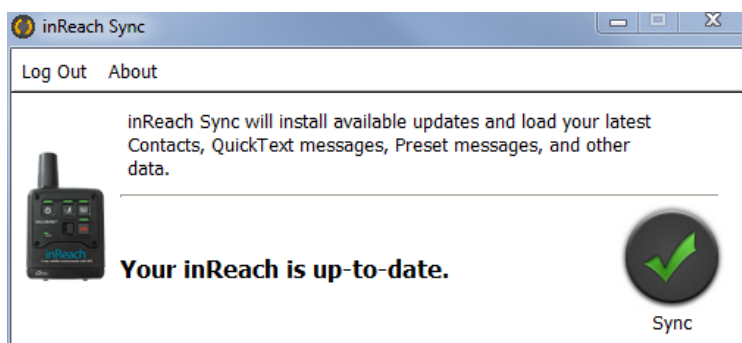 inReach Sync
Log Out About
inReach Sync will install available updates and load your latest
Contacts, QuickText messages, Preset messages, and other
data.
inReach
Your inReach is up-to-date.
Sync